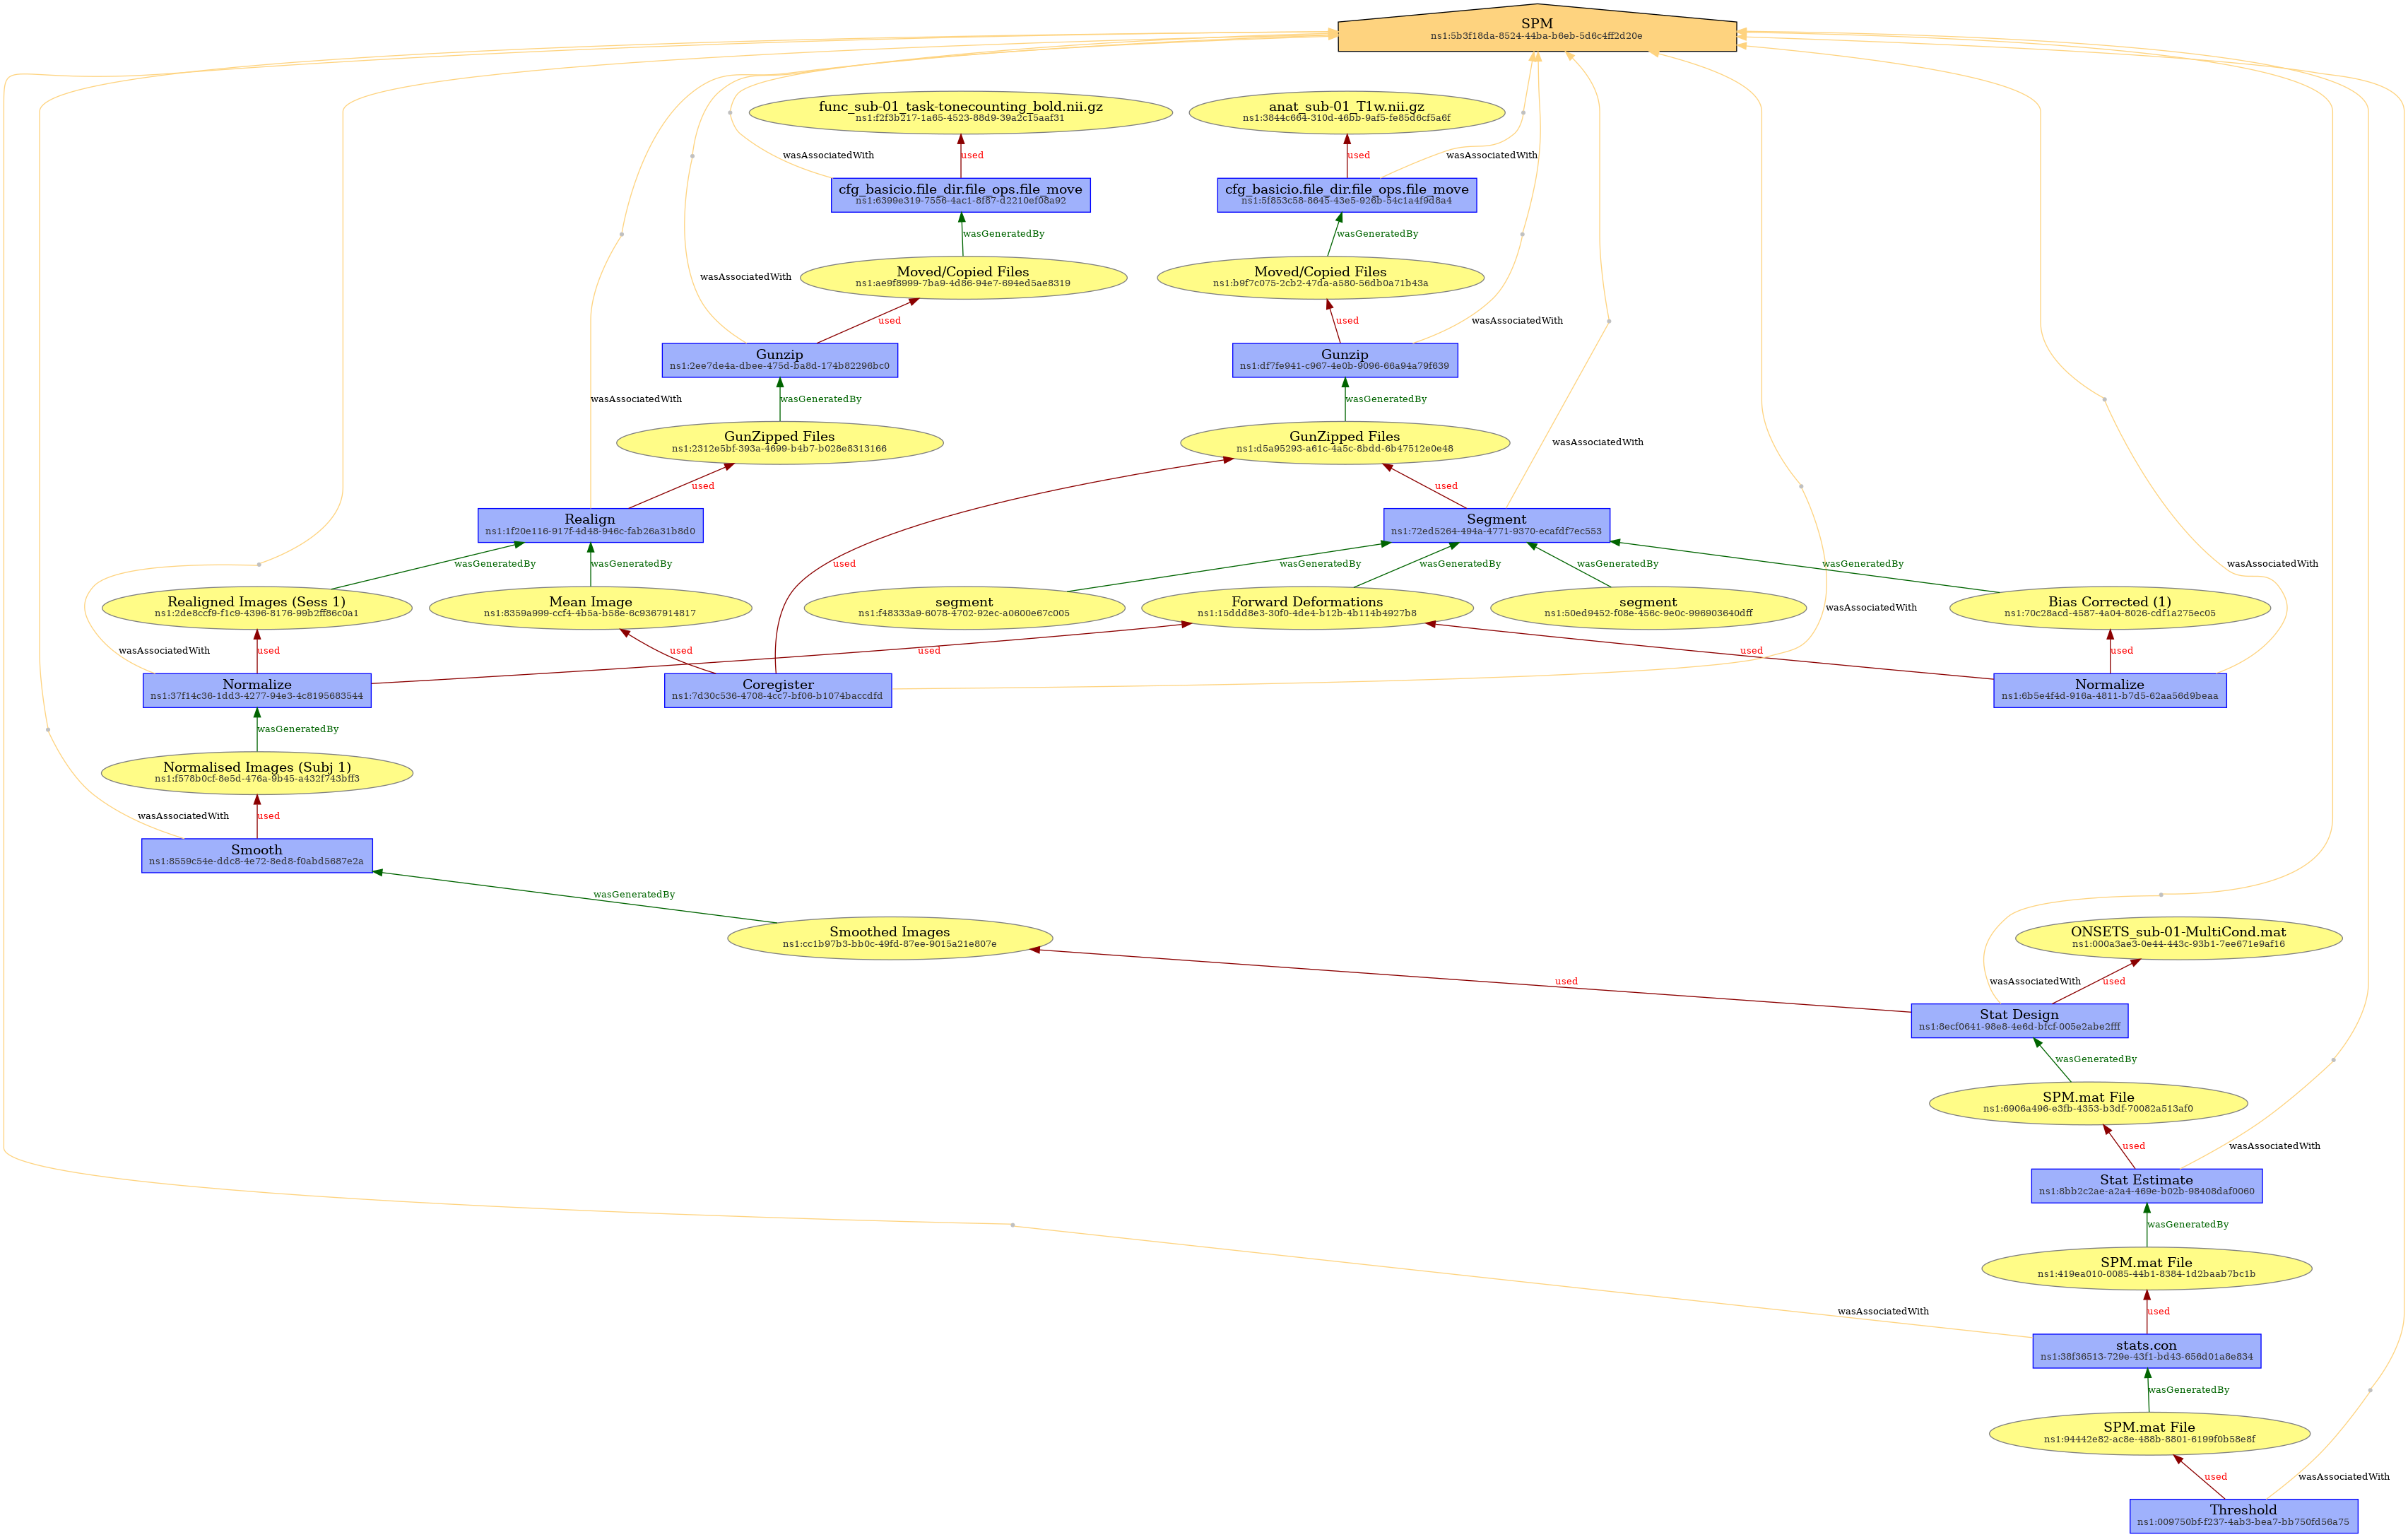 SPM
ns1:5b3f18da-8524-44ba-b6eb-5d6c4ff2d20e
func_sub-01_task-tonecounting_bold.nii.gz
ns1:f2f3b217-1a65-4523-88d9-39a2c15aaf31
anat_sub-01_T1w.nii.gz
ns1:3844c664-310d-46bb-9af5-fe85d6cf5a6f
wasAssociatedWith
used
used
wasAssociatedWith
cfg_basicio.file_dir.file_ops.file_move
ns1:6399e319-7556-4ac1-8f87-d2210ef08a92
cfg_basicio.file_dir.file_ops.file_move
ns1:5f853c58-8645-43e5-926b-54c1a4f9d8a4
wasGeneratedBy
wasGeneratedBy
wasAssociatedWith
Moved/Copied Files
ns1:ae9f8999-7ba9-4d86-94e7-694ed5ae8319
Moved/Copied Files
ns1:b9f7c075-2cb2-47da-a580-56db0a71b43a
used
used
wasAssociatedWith
Gunzip
ns1:2ee7de4a-dbee-475d-ba8d-174b82296bc0
Gunzip
ns1:df7fe941-c967-4e0b-9096-66a94a79f639
wasAssociatedWith
wasGeneratedBy
wasGeneratedBy
GunZipped Files
ns1:2312e5bf-393a-4699-b4b7-b028e8313166
GunZipped Files
ns1:d5a95293-a61c-4a5c-8bdd-6b47512e0e48
wasAssociatedWith
used
used
Realign
ns1:1f20e116-917f-4d48-946c-fab26a31b8d0
Segment
ns1:72ed5264-494a-4771-9370-ecafdf7ec553
wasGeneratedBy
wasGeneratedBy
used
wasGeneratedBy
wasGeneratedBy
wasGeneratedBy
wasGeneratedBy
wasAssociatedWith
Realigned Images (Sess 1)
ns1:2de8ccf9-f1c9-4396-8176-99b2ff86c0a1
Mean Image
ns1:8359a999-ccf4-4b5a-b58e-6c9367914817
segment
ns1:f48333a9-6078-4702-92ec-a0600e67c005
Forward Deformations
ns1:15ddd8e3-30f0-4de4-b12b-4b114b4927b8
segment
ns1:50ed9452-f08e-456c-9e0c-996903640dff
wasAssociatedWith
Bias Corrected (1)
ns1:70c28acd-4587-4a04-8026-cdf1a275ec05
wasAssociatedWith
used
used
used
used
used
Normalize
ns1:37f14c36-1dd3-4277-94e3-4c8195683544
Coregister
ns1:7d30c536-4708-4cc7-bf06-b1074baccdfd
Normalize
ns1:6b5e4f4d-916a-4811-b7d5-62aa56d9beaa
wasGeneratedBy
Normalised Images (Subj 1)
ns1:f578b0cf-8e5d-476a-9b45-a432f743bff3
wasAssociatedWith
used
Smooth
ns1:8559c54e-ddc8-4e72-8ed8-f0abd5687e2a
wasGeneratedBy
Smoothed Images
ns1:cc1b97b3-bb0c-49fd-87ee-9015a21e807e
ONSETS_sub-01-MultiCond.mat
ns1:000a3ae3-0e44-443c-93b1-7ee671e9af16
used
wasAssociatedWith
used
Stat Design
ns1:8ecf0641-98e8-4e6d-bfcf-005e2abe2fff
wasGeneratedBy
SPM.mat File
ns1:6906a496-e3fb-4353-b3df-70082a513af0
used
wasAssociatedWith
Stat Estimate
ns1:8bb2c2ae-a2a4-469e-b02b-98408daf0060
wasGeneratedBy
SPM.mat File
ns1:419ea010-0085-44b1-8384-1d2baab7bc1b
wasAssociatedWith
used
stats.con
ns1:38f36513-729e-43f1-bd43-656d01a8e834
wasGeneratedBy
SPM.mat File
ns1:94442e82-ac8e-488b-8801-6199f0b58e8f
used
wasAssociatedWith
Threshold
ns1:009750bf-f237-4ab3-bea7-bb750fd56a75